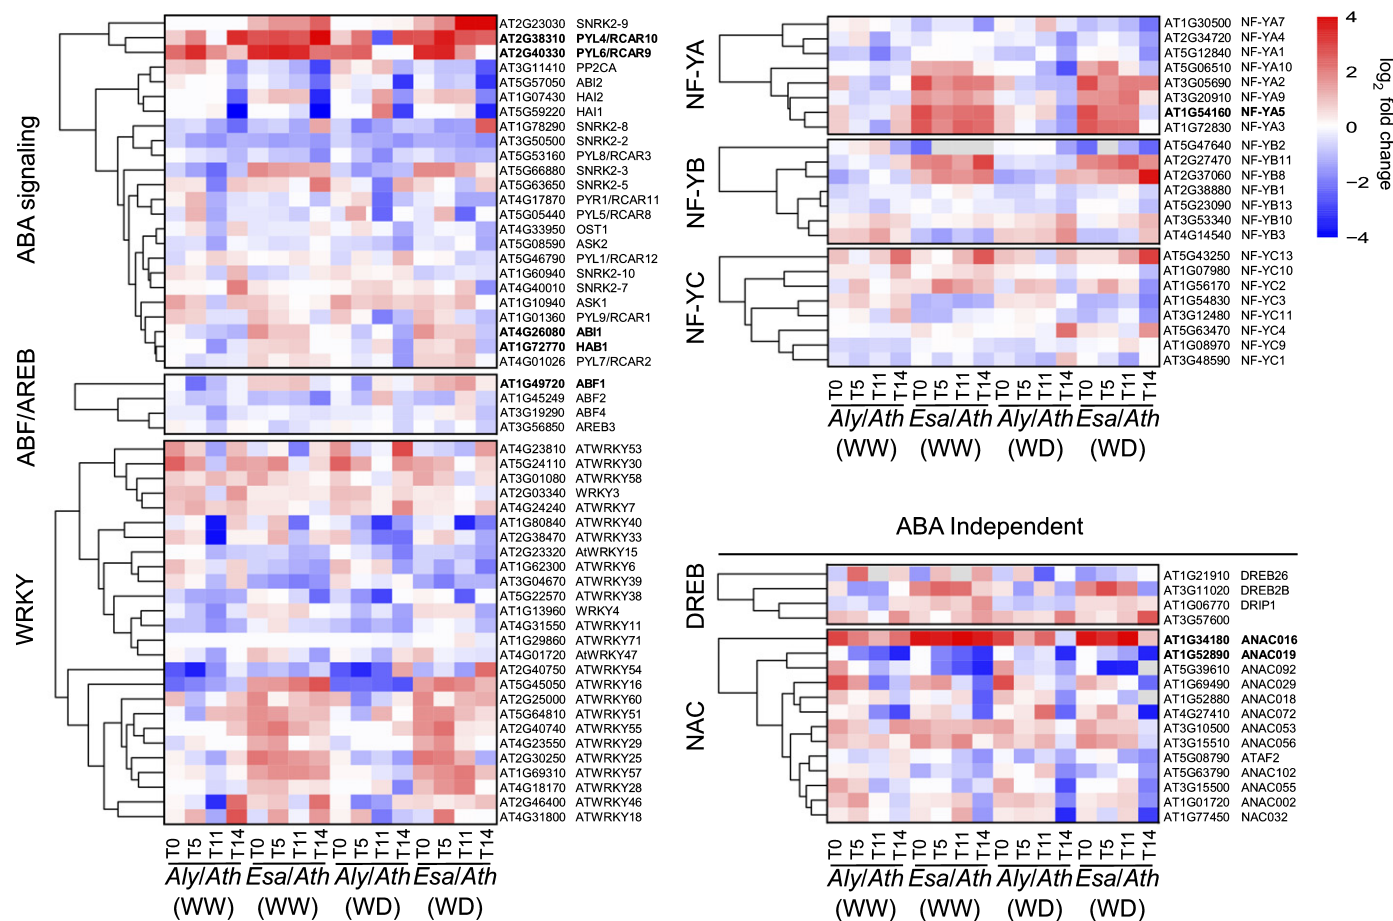 ABA signaling
AT2G23030 SNRK2-9
AT2G38310 PYL4/RCAR10
AT2G40330 PYL6/RCAR9
AT3G11410 PP2CA
AT5G57050 ABI2
AT1G07430 HAI2
AT5G59220 HAI1
AT1G78290 SNRK2-8
AT3G50500 SNRK2-2
AT5G53160 PYL8/RCAR3
AT5G66880 SNRK2-3
AT5G63650 SNRK2-5
AT4G17870 PYR1/RCAR11
AT5G05440 PYL5/RCAR8
AT4G33950 OST1
AT5G08590 ASK2
AT5G46790 PYL1/RCAR12
AT1G60940 SNRK2-10
AT4G40010 SNRK2-7
AT1G10940 ASK1
AT1G01360 PYL9/RCAR1
AT4G26080 ABI1
AT1G72770 HAB1
AT4G01026 PYL7/RCAR2
ABF/AREB
AT1G49720 ABF1
AT1G45249 ABF2
AT3G19290 ABF4
AT3G56850 AREB3
WRKY
AT4G23810 ATWRKY53
AT5G24110 ATWRKY30
AT3G01080 ATWRKY58
AT2G03340 WRKY3
AT4G24240 ATWRKY7
AT1G80840 ATWRKY40
AT2G38470 ATWRKY33
AT2G23320 AtWRKY15
AT1G62300 ATWRKY6
AT3G04670 ATWRKY39
AT5G22570 ATWRKY38
AT1G13960 WRKY4
AT4G31550 ATWRKY11
AT1G29860 ATWRKY71
AT4G01720 AtWRKY47
AT2G40750 ATWRKY54
AT5G45050 ATWRKY16
AT2G25000 ATWRKY60
AT5G64810 ATWRKY51
AT2G40740 ATWRKY55
AT4G23550 ATWRKY29
AT2G30250 ATWRKY25
AT1G69310 ATWRKY57
AT4G18170 ATWRKY28
AT2G46400 ATWRKY46
AT4G31800 ATWRKY18
T0 T5 T11 T14 T0 T5 T11 T14 T0 T5 T11 T14 T0 T5 T11 T14
Aly/Ath Esa/Ath Aly/Ath Esa/Ath
(WW) (WW) (WD) (WD)
NF-YA
AT1G30500 NF-YA7
AT2G34720 NF-YA4
AT5G12840 NF-YA1
AT5G06510 NF-YA10
AT3G05690 NF-YA2
AT3G20910 NF-YA9
AT1G54160 NF-YA5
AT1G72830 NF-YA3
NF-YB
AT5G47640 NF-YB2
AT2G27470 NF-YB11
AT2G37060 NF-YB8
AT2G38880 NF-YB1
AT5G23090 NF-YB13
AT3G53340 NF-YB10
AT4G14540 NF-YB3
NF-YC
AT5G43250 NF-YC13
AT1G07980 NF-YC10
AT1G56170 NF-YC2
AT1G54830 NF-YC3
AT3G12480 NF-YC11
AT5G63470 NF-YC4
AT1G08970 NF-YC9
AT3G48590 NF-YC1
T0 T5 T11 T14 T0 T5 T11 T14 T0 T5 T11 T14 T0 T5 T11 T14
Aly/Ath Esa/Ath Aly/Ath Esa/Ath
(WW) (WW) (WD) (WD)
4
2
0
−2
−4
log2 fold change
ABA Independent
DREB
AT1G21910 DREB26
AT3G11020 DREB2B
AT1G06770 DRIP1
AT3G57600
NAC
AT1G34180 ANAC016
AT1G52890 ANAC019
AT5G39610 ANAC092
AT1G69490 ANAC029
AT1G52880 ANAC018
AT4G27410 ANAC072
AT3G10500 ANAC053
AT3G15510 ANAC056
AT5G08790 ATAF2
AT5G63790 ANAC102
AT3G15500 ANAC055
AT1G01720 ANAC002
AT1G77450 NAC032
T0 T5 T11 T14 T0 T5 T11 T14 T0 T5 T11 T14 T0 T5 T11 T14
Aly/Ath Esa/Ath Aly/Ath Esa/Ath
(WW) (WW) (WD) (WD)